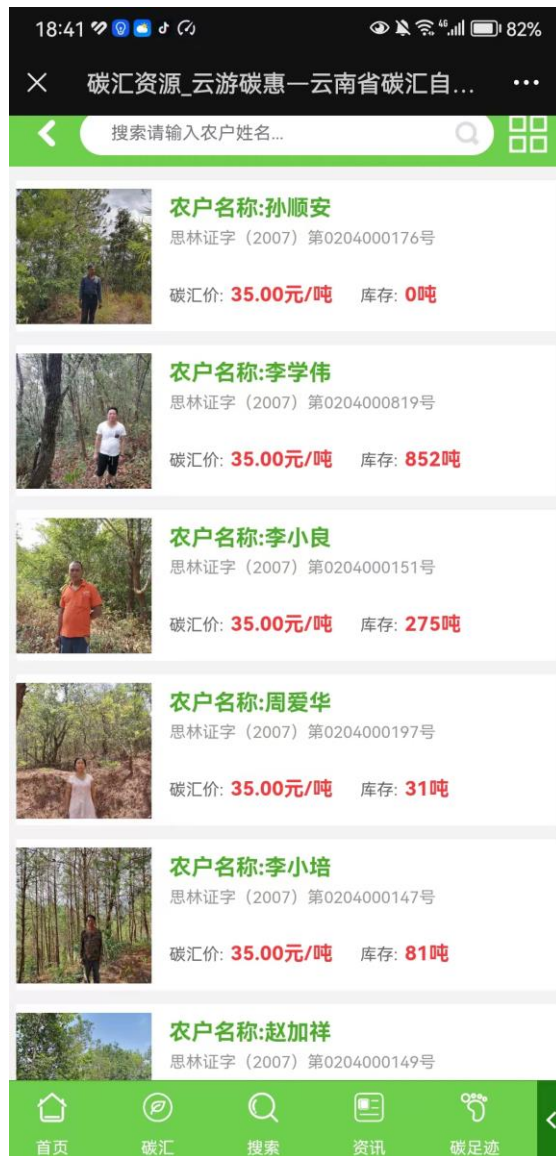 18:41 82%
碳汇资源_云游碳惠—云南省碳汇自...
搜索请输入农户姓名...
农户名称:孙顺安
思林证字（2007）第0204000176号
碳汇价: 35.00元/吨 库存: 0吨
农户名称:李学伟
思林证字（2007）第0204000819号
碳汇价: 35.00元/吨 库存: 852吨
农户名称:李小良
思林证字（2007）第0204000151号
碳汇价: 35.00元/吨 库存: 275吨
农户名称:周爱华
思林证字（2007）第0204000197号
碳汇价: 35.00元/吨 库存: 31吨
农户名称:李小培
思林证字（2007）第0204000147号
碳汇价: 35.00元/吨 库存: 81吨
农户名称:赵加祥
思林证字（2007）第0204000149号
首页 碳汇 搜索 资讯 碳足迹